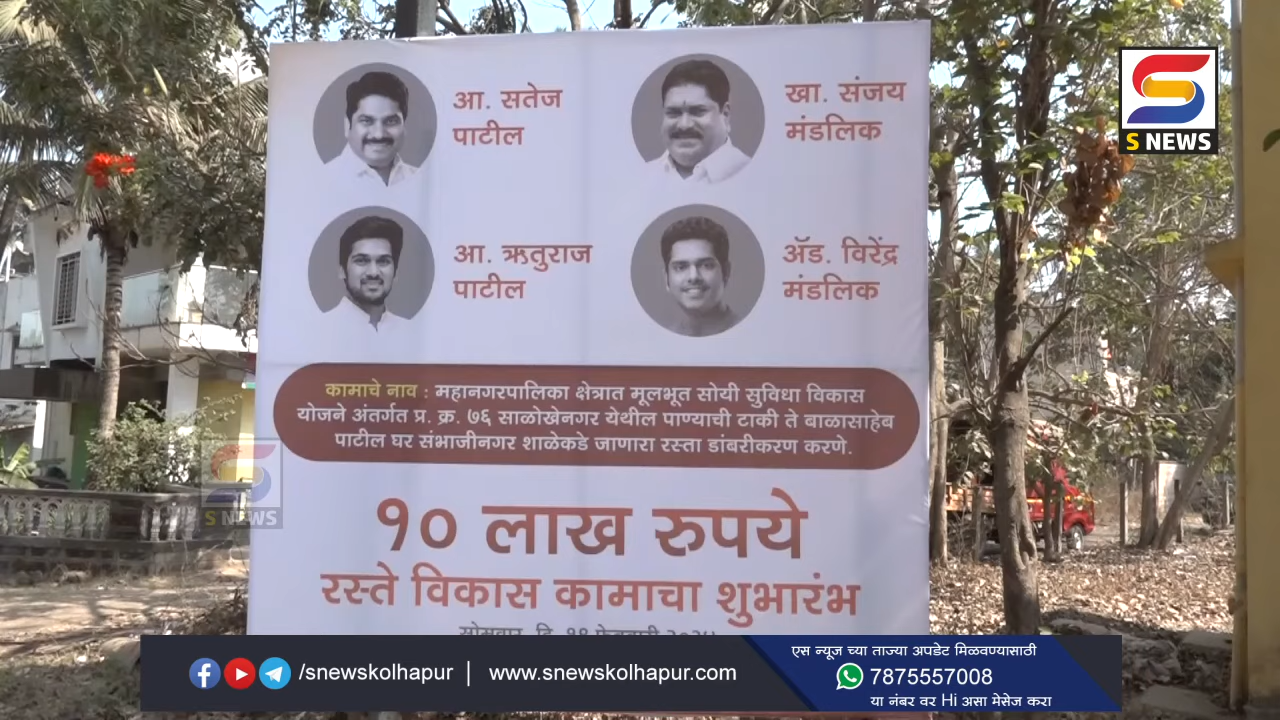 आ. सतेज
पाटील
खा. संजय
मंडलिक
S NEWS
आ. ऋतुराज
पाटील
ॲड. विरेंद्र
मंडलिक
कामाचे नाव : महानगरपालिका क्षेत्रात मूलभूत सोयी सुविधा विकास
योजने अंतर्गत प्र. क्र. ७६ साळोखेनगर येथील पाण्याची टाकी ते बाळासाहेब
पाटील घर संभाजीनगर शाळेकडे जाणारा रस्ता डांबरीकरण करणे.
S NEWS
१० लाख रुपये
रस्ते विकास कामाचा शुभारंभ
सोमवार, दि.
/snewskolhapur | www.snewskolhapur.com
एस न्यूज च्या ताज्या अपडेट मिळवण्यासाठी
7875557008
या नंबर वर Hi असा मेसेज करा